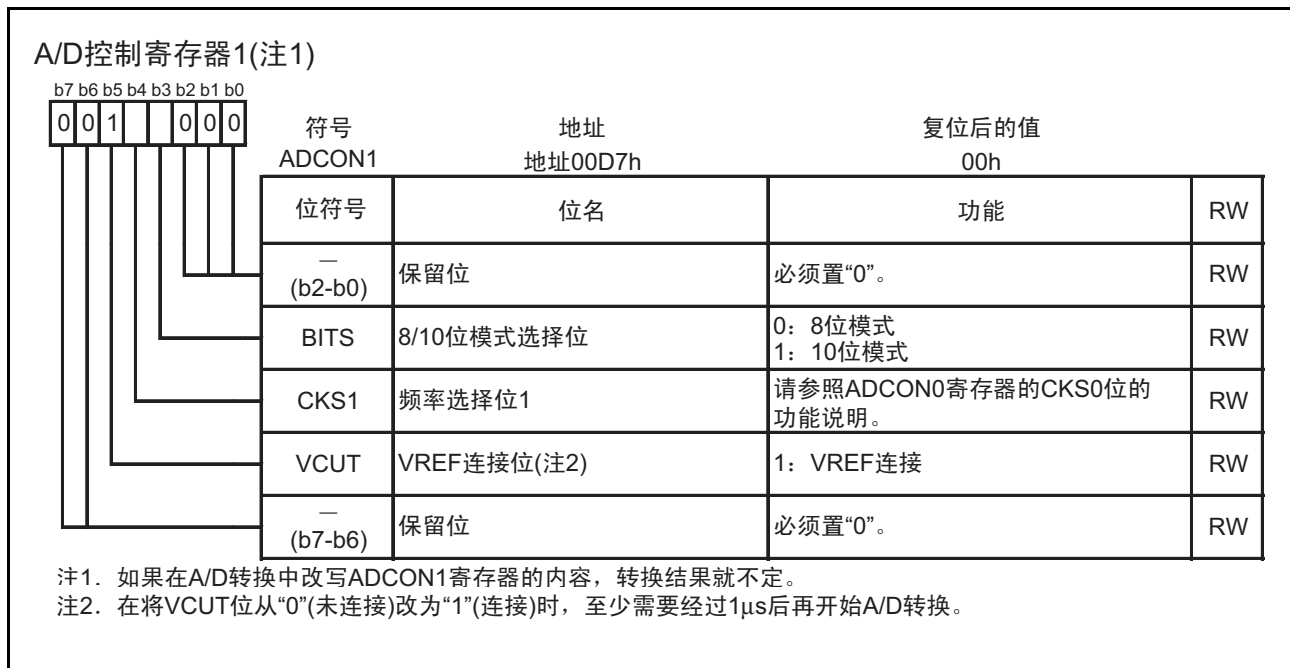 A/D控制寄存器1(注1)
b7 b6 b5 b4 b3 b2 b1 b0
0 0 1 0 0 0
符号 地址 复位后的值
ADCON1 地址00D7h 00h
位符号 位名 功能 RW
—
(b2-b0) 保留位 必须置“0”。 RW
BITS 8/10位模式选择位 0：8位模式
1：10位模式 RW
CKS1 频率选择位1 请参照ADCON0寄存器的CKS0位的
功能说明。 RW
VCUT VREF连接位(注2) 1：VREF连接 RW
—
(b7-b6) 保留位 必须置“0”。 RW
注1. 如果在A/D转换中改写ADCON1寄存器的内容，转换结果就不定。
注2. 在将VCUT位从“0”(未连接)改为“1”(连接)时，至少需要经过1μs后再开始A/D转换。